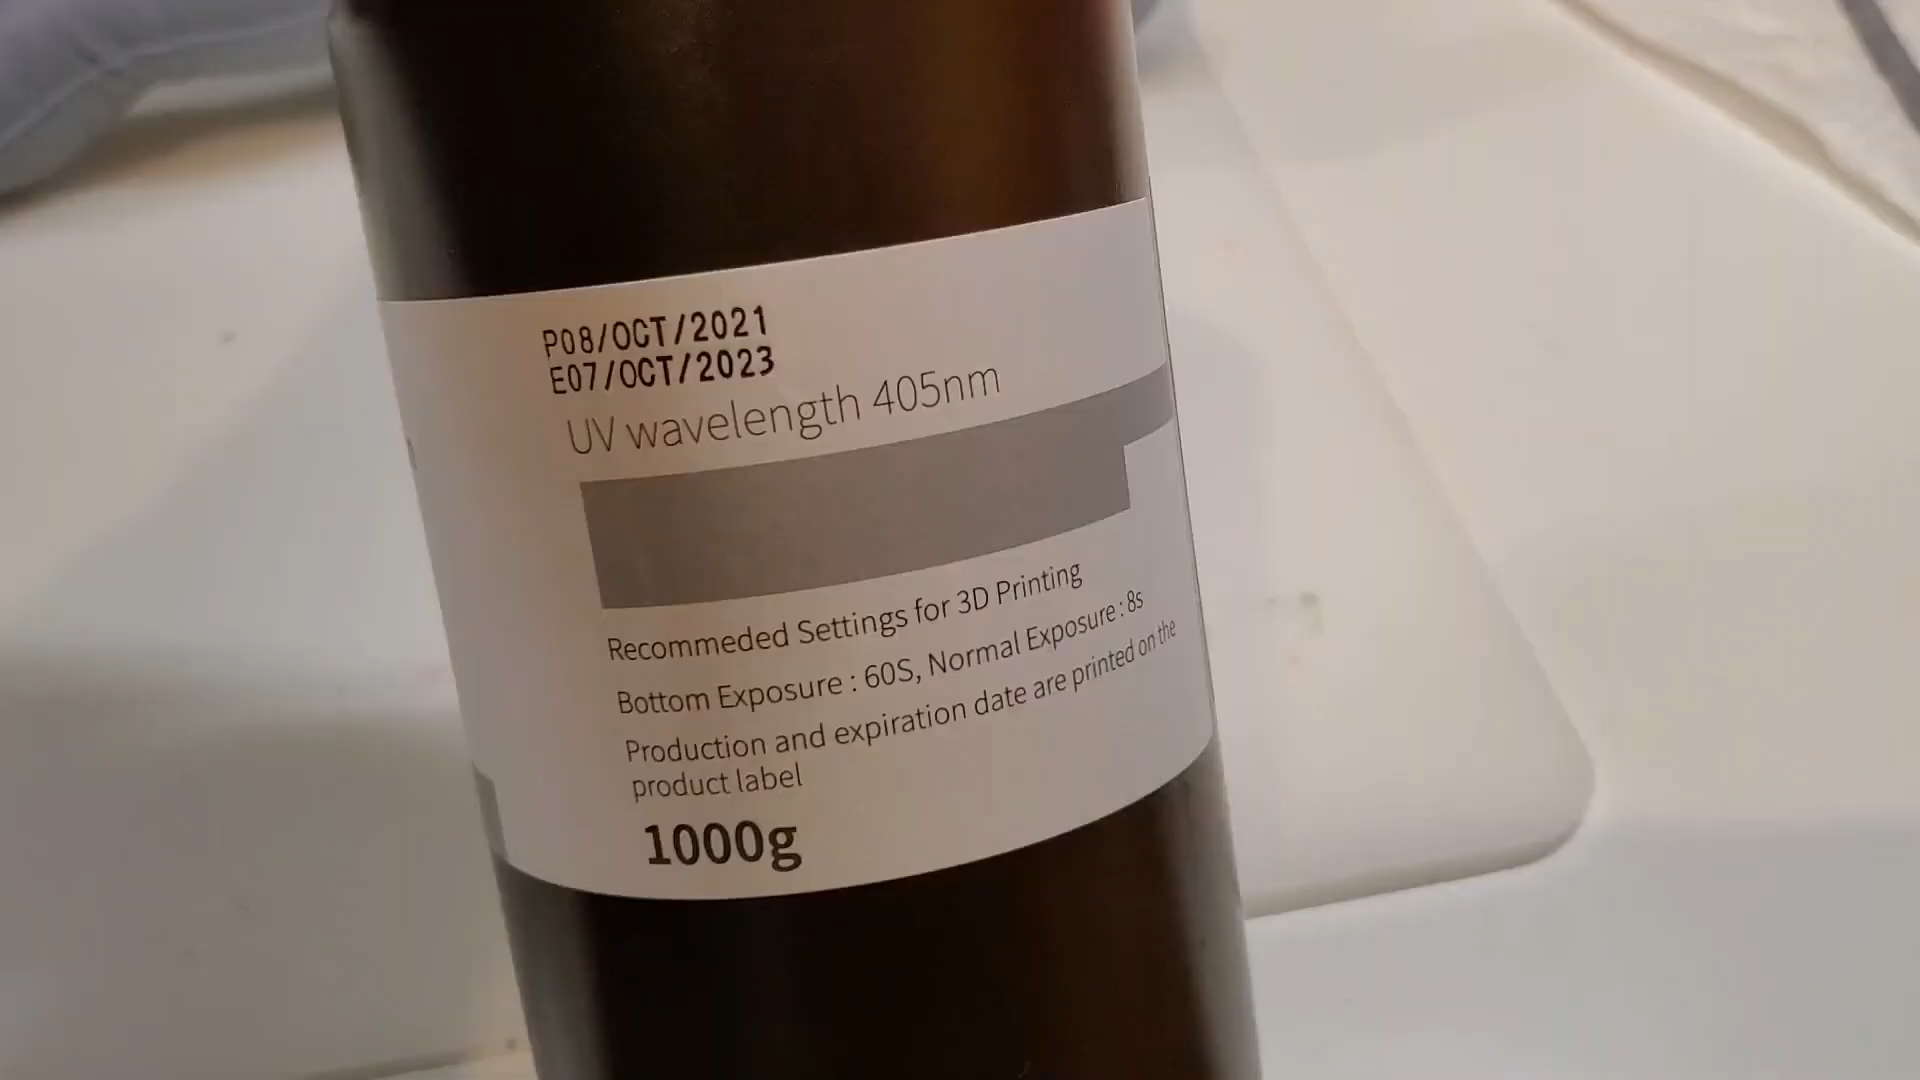 P08/OCT/2021
E07/OCT/2023
UV wavelength 405nm
Recommeded Settings for 3D Printing
Bottom Exposure : 60S, Normal Exposure : 8s
Production and expiration date are printed on the
product label
1000g